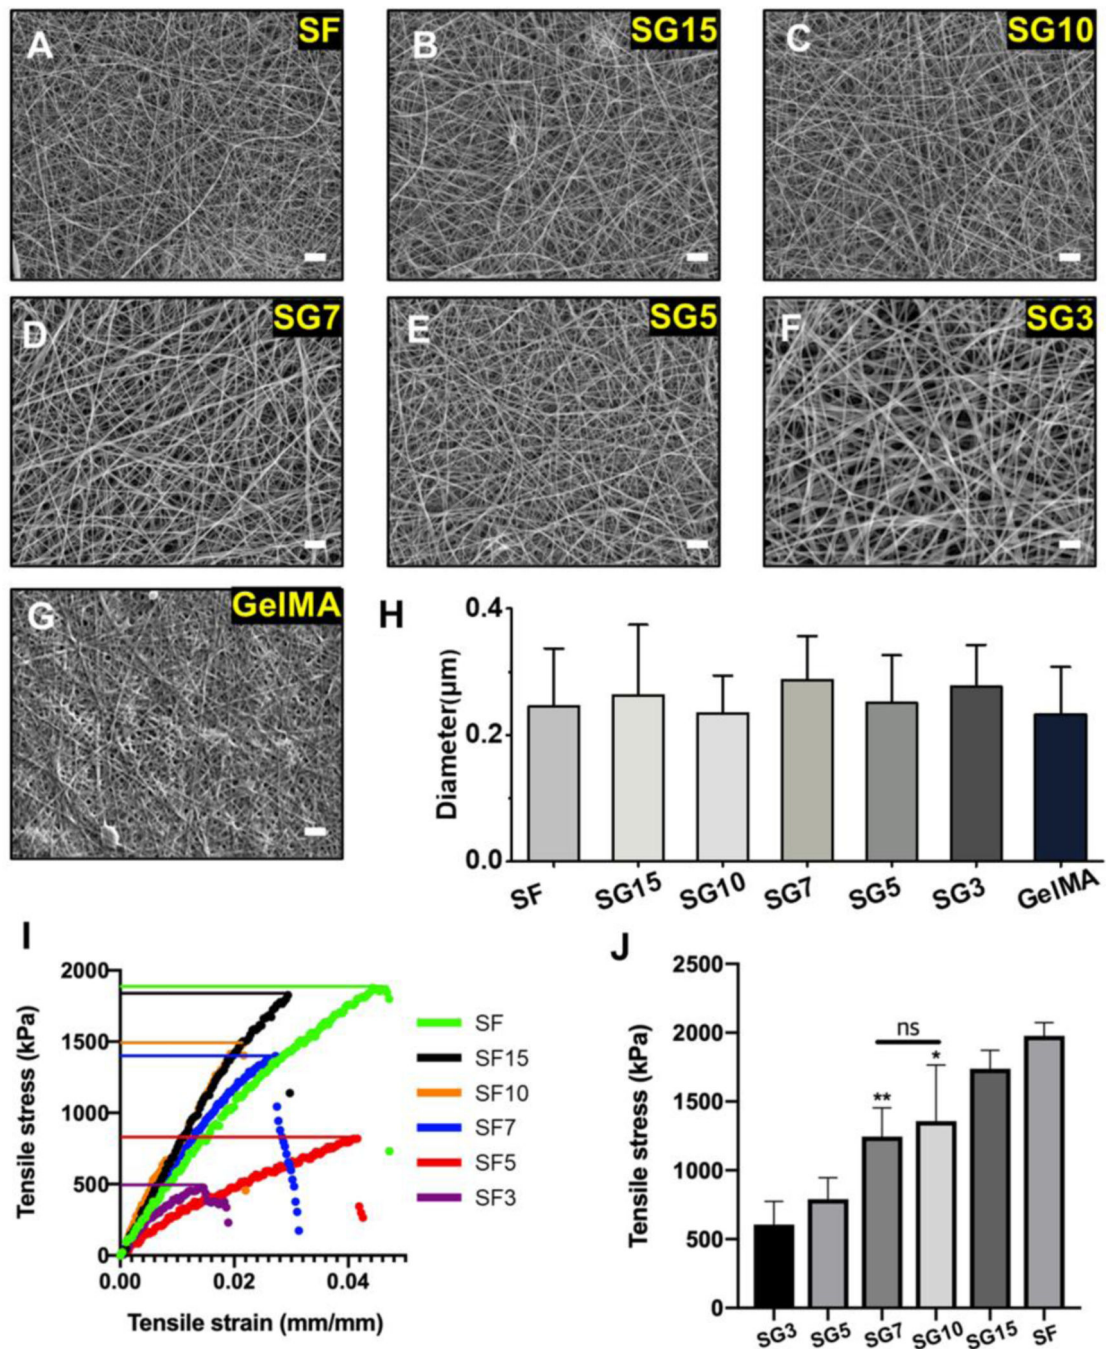 A SF
B SG15
C SG10
D SG7
E SG5
F SG3
G GelMA
H
Diameter(μm)
0.4
0.2
0.0
SF SG15 SG10 SG7 SG5 SG3 GelMA
I
Tensile stress (kPa)
2000
1500
1000
500
0
0.00 0.02 0.04
Tensile strain (mm/mm)
SF
SF15
SF10
SF7
SF5
SF3
J
Tensile stress (kPa)
2500
2000
1500
1000
500
0
ns
*
**
SG3 SG5 SG7 SG10 SG15 SF